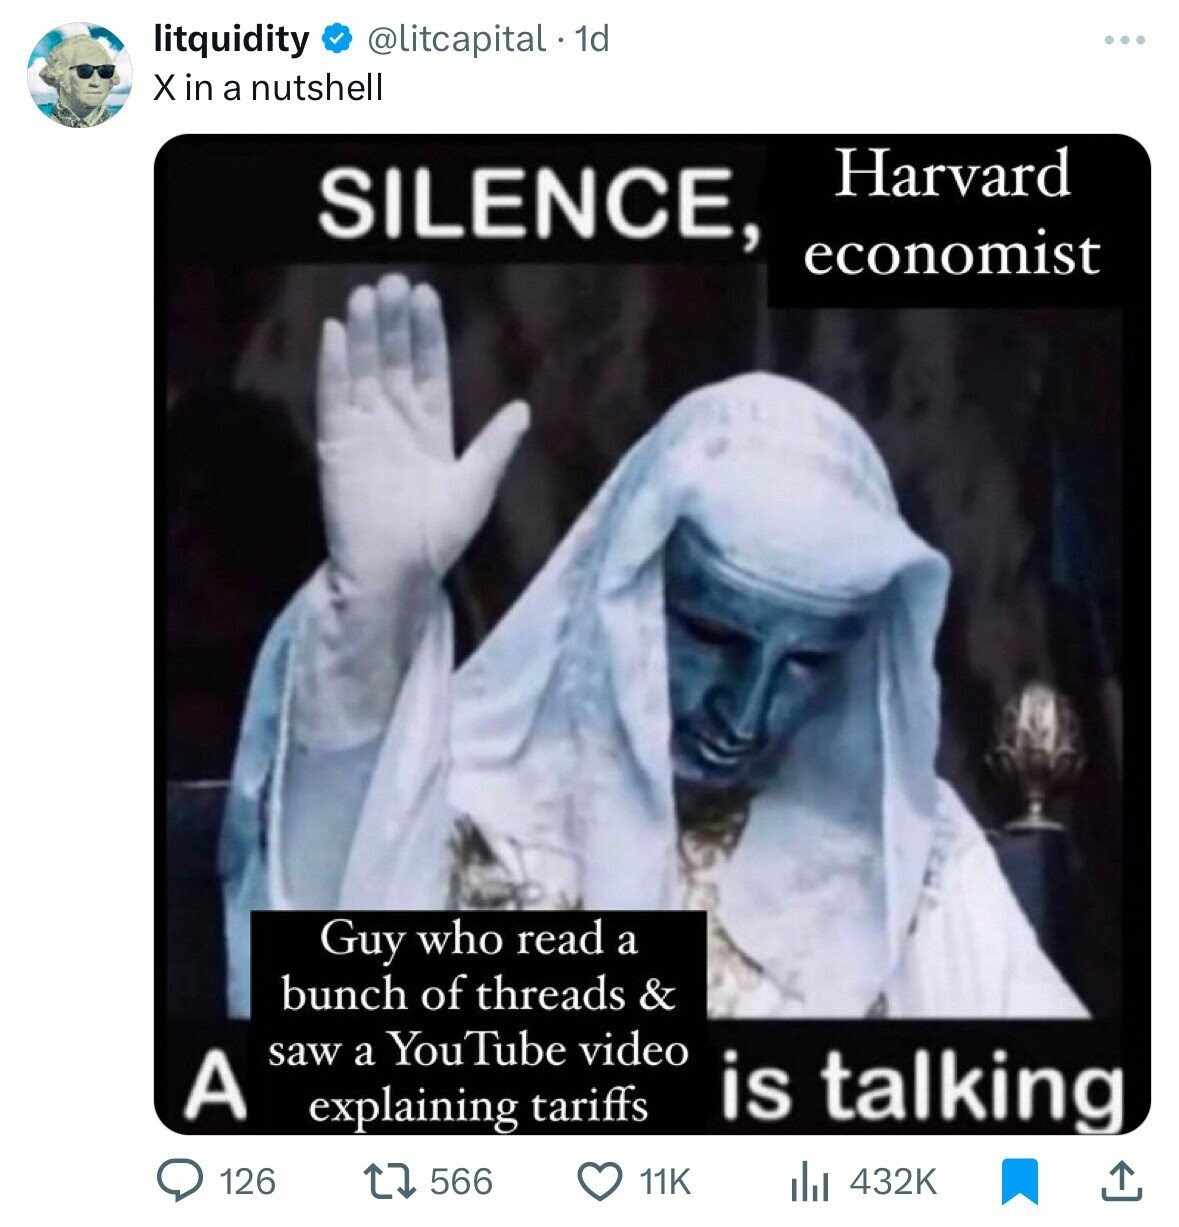 litquidity @litcapital · 1d
X in a nutshell
SILENCE, Harvard
economist
Guy who read a
bunch of threads &
saw a YouTube video
explaining tariffs
A is talking
126 566 11K 432K